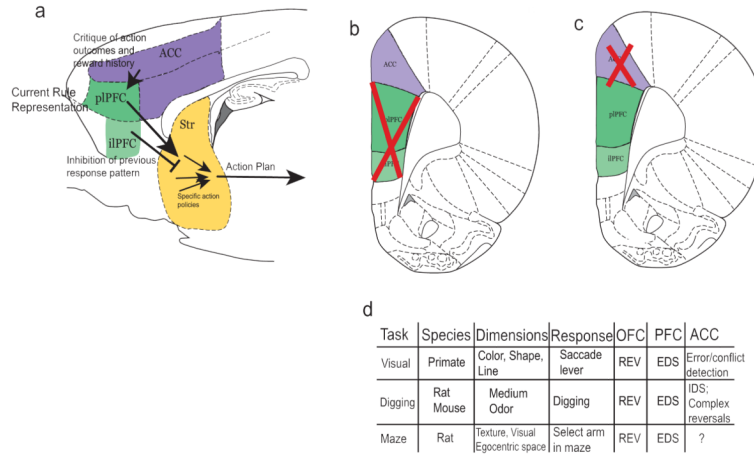 a
Critique of action
outcomes and
reward history
ACC
Current Rule
Representation
plPFC
ilPFC
Str
Inhibition of previous
response pattern
Action Plan
Specific action
policies
b
ACC
plPFC
c
plPFC
ilPFC
d
Task Species Dimensions Response OFC PFC ACC
Visual Primate Color, Shape, Line Saccade lever REV EDS Error/conflict detection
Digging Rat Mouse Medium Odor Digging REV EDS IDS; Complex reversals
Maze Rat Texture, Visual Egocentric space Select arm in maze REV EDS ?